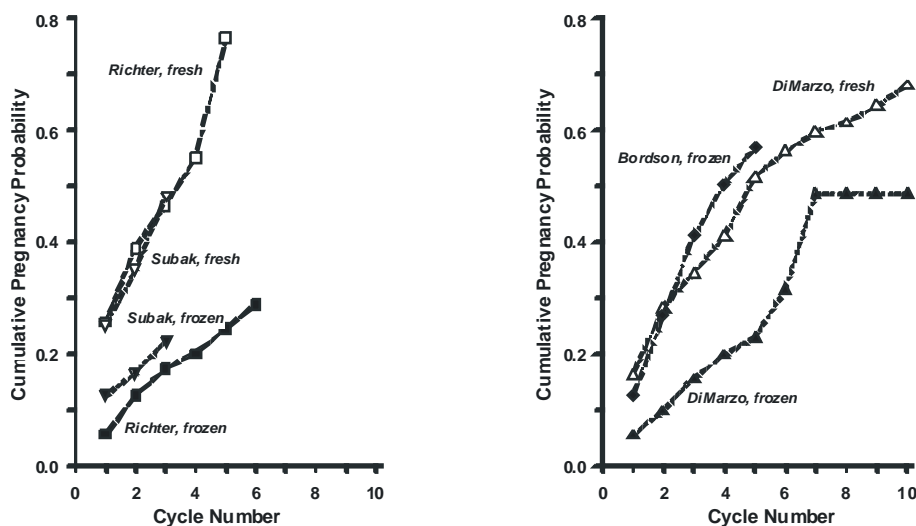 0.8
0.6
0.4
0.2
0.0
Cumulative Pregnancy Probability
Richter, fresh
Subak, fresh
Subak, frozen
Richter, frozen
0 2 4 6 8 10
Cycle Number
0.8
0.6
0.4
0.2
0.0
Cumulative Pregnancy Probability
DiMarzo, fresh
Bordson, frozen
DiMarzo, frozen
0 2 4 6 8 10
Cycle Number